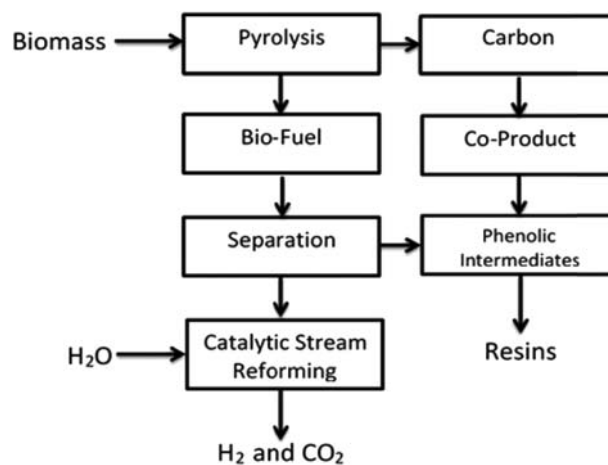 Biomass
Pyrolysis
Carbon
Bio-Fuel
Co-Product
Separation
Phenolic
Intermediates
H₂O
Catalytic Stream
Reforming
Resins
H₂ and CO₂